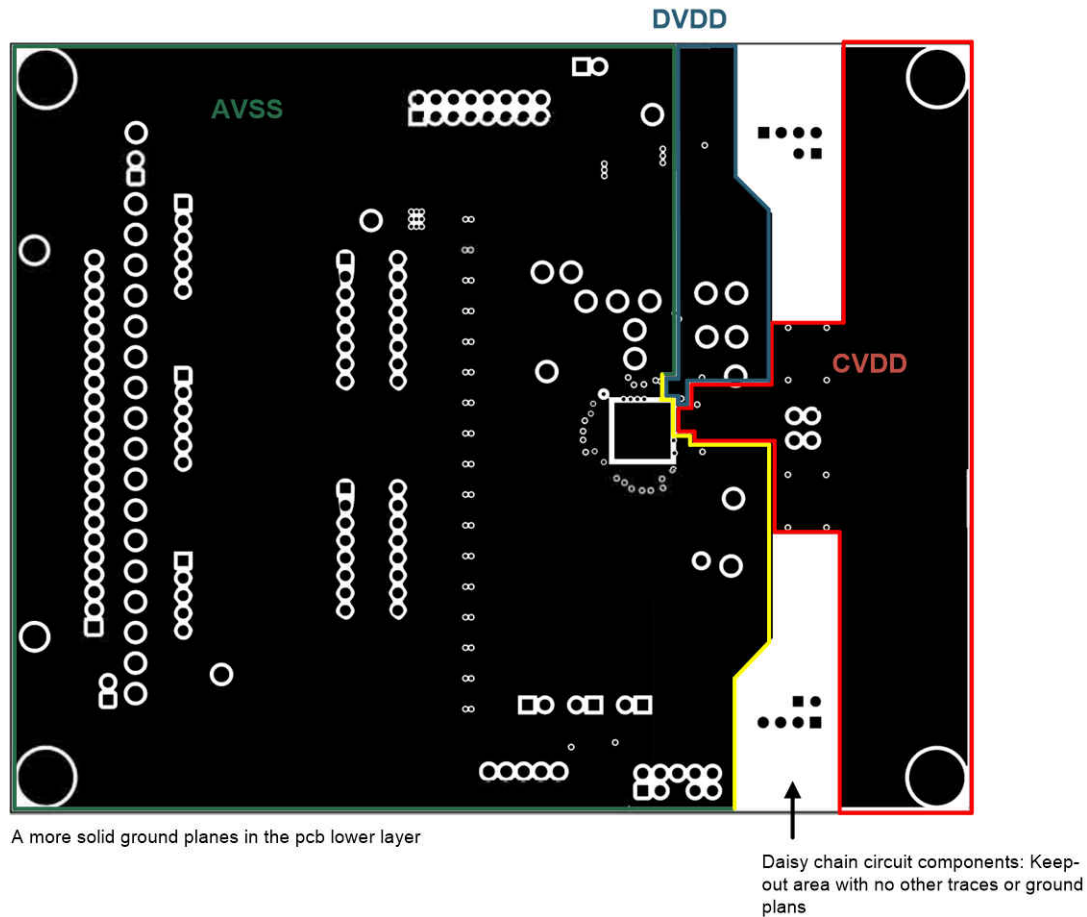 DVDD
AVSS
CVDD
A more solid ground planes in the pcb lower layer
Daisy chain circuit components: Keep-
out area with no other traces or ground
plans